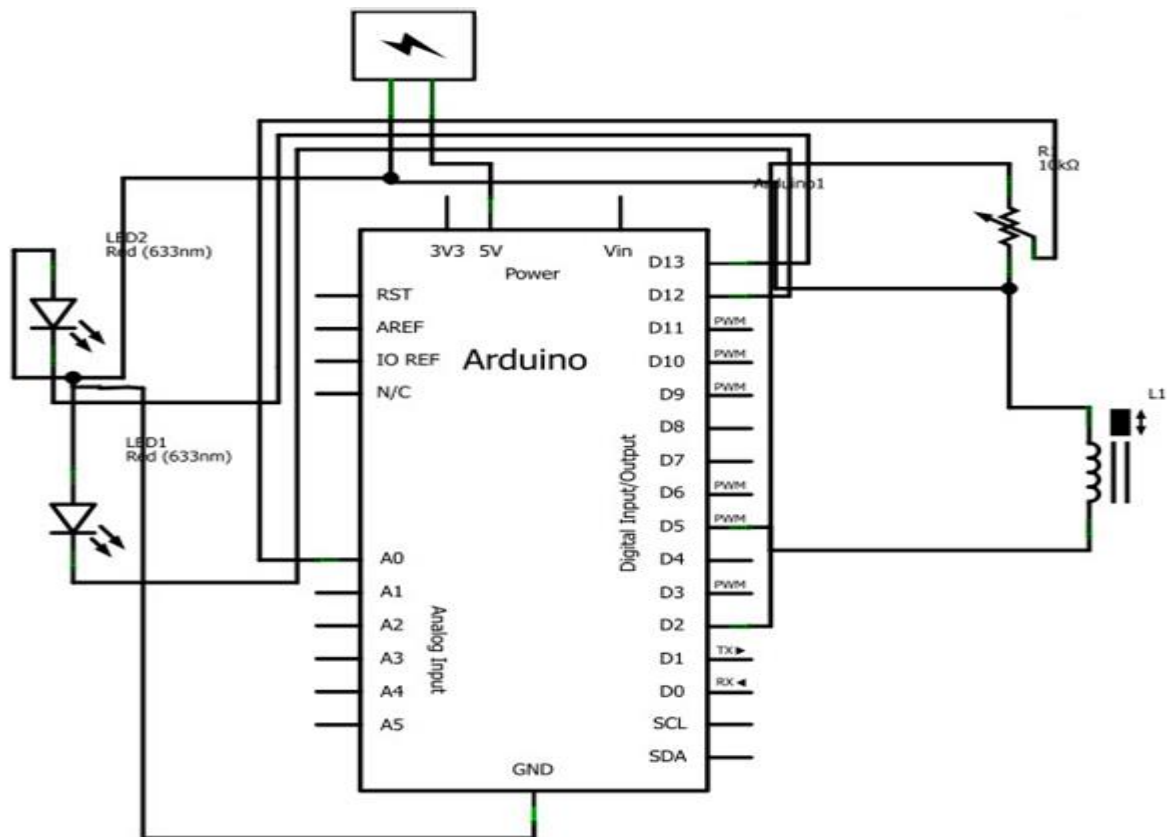 R1
10kΩ
Arduino1
LED2
Red (633nm)
3V3 5V Vin
Power
D13
RST D12
AREF D11 PWM
IO REF Arduino D10 PWM
N/C D9 PWM
L1
D8
LED1
Red (633nm)
D7
D6 PWM
Digital Input/Output
D5 PWM
A0 D4
A1 D3 PWM
A2 D2
Analog Input
A3 D1 TX
A4 D0 RX
A5 SCL
SDA
GND